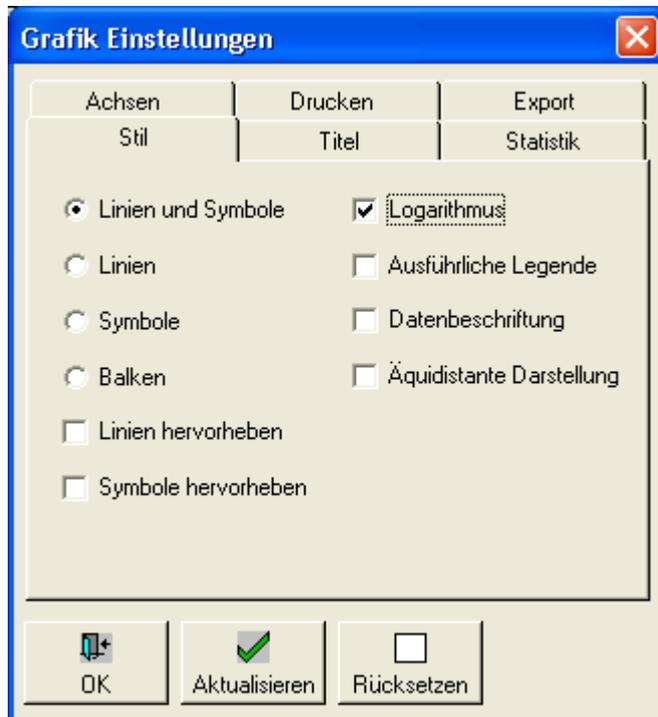 Grafik Einstellungen
Achsen Drucken Export
Stil Titel Statistik
Linien und Symbole
Linien
Symbole
Balken
Linien hervorheben
Symbole hervorheben
Logarithmus
Ausführliche Legende
Datenbeschriftung
Äquidistante Darstellung
OK Aktualisieren Rücksetzen